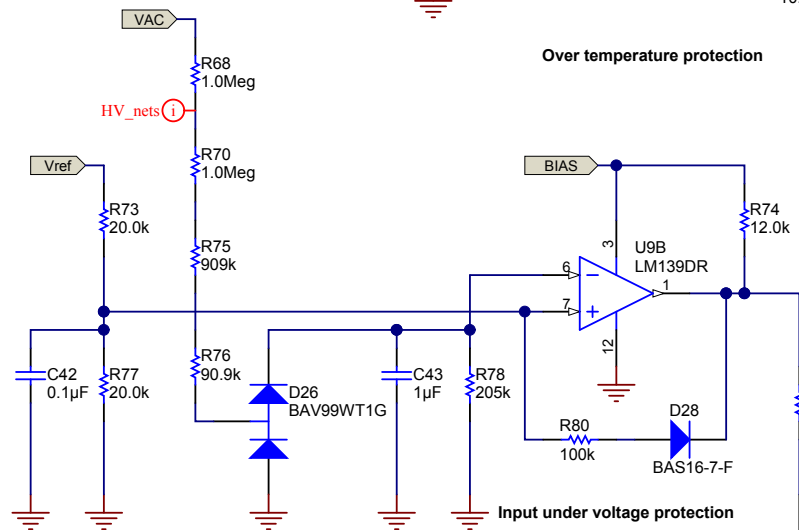 VAC
R68
1.0Meg
Over temperature protection
HV_nets
i
R70
1.0Meg
Vref
BIAS
R73
20.0k
R74
12.0k
R75
909k
U9B
LM139DR
3
6
1
7
12
R76
90.9k
C42
0.1µF
R77
20.0k
D26
BAV99WT1G
C43
1µF
R78
205k
R80
100k
D28
BAS16-7-F
Input under voltage protection